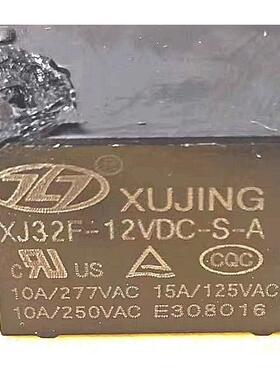 XUJING
XJ32F-12VDC-S-A
C US CQC
10A/277VAC 15A/125VAC
10A/250VAC E308016